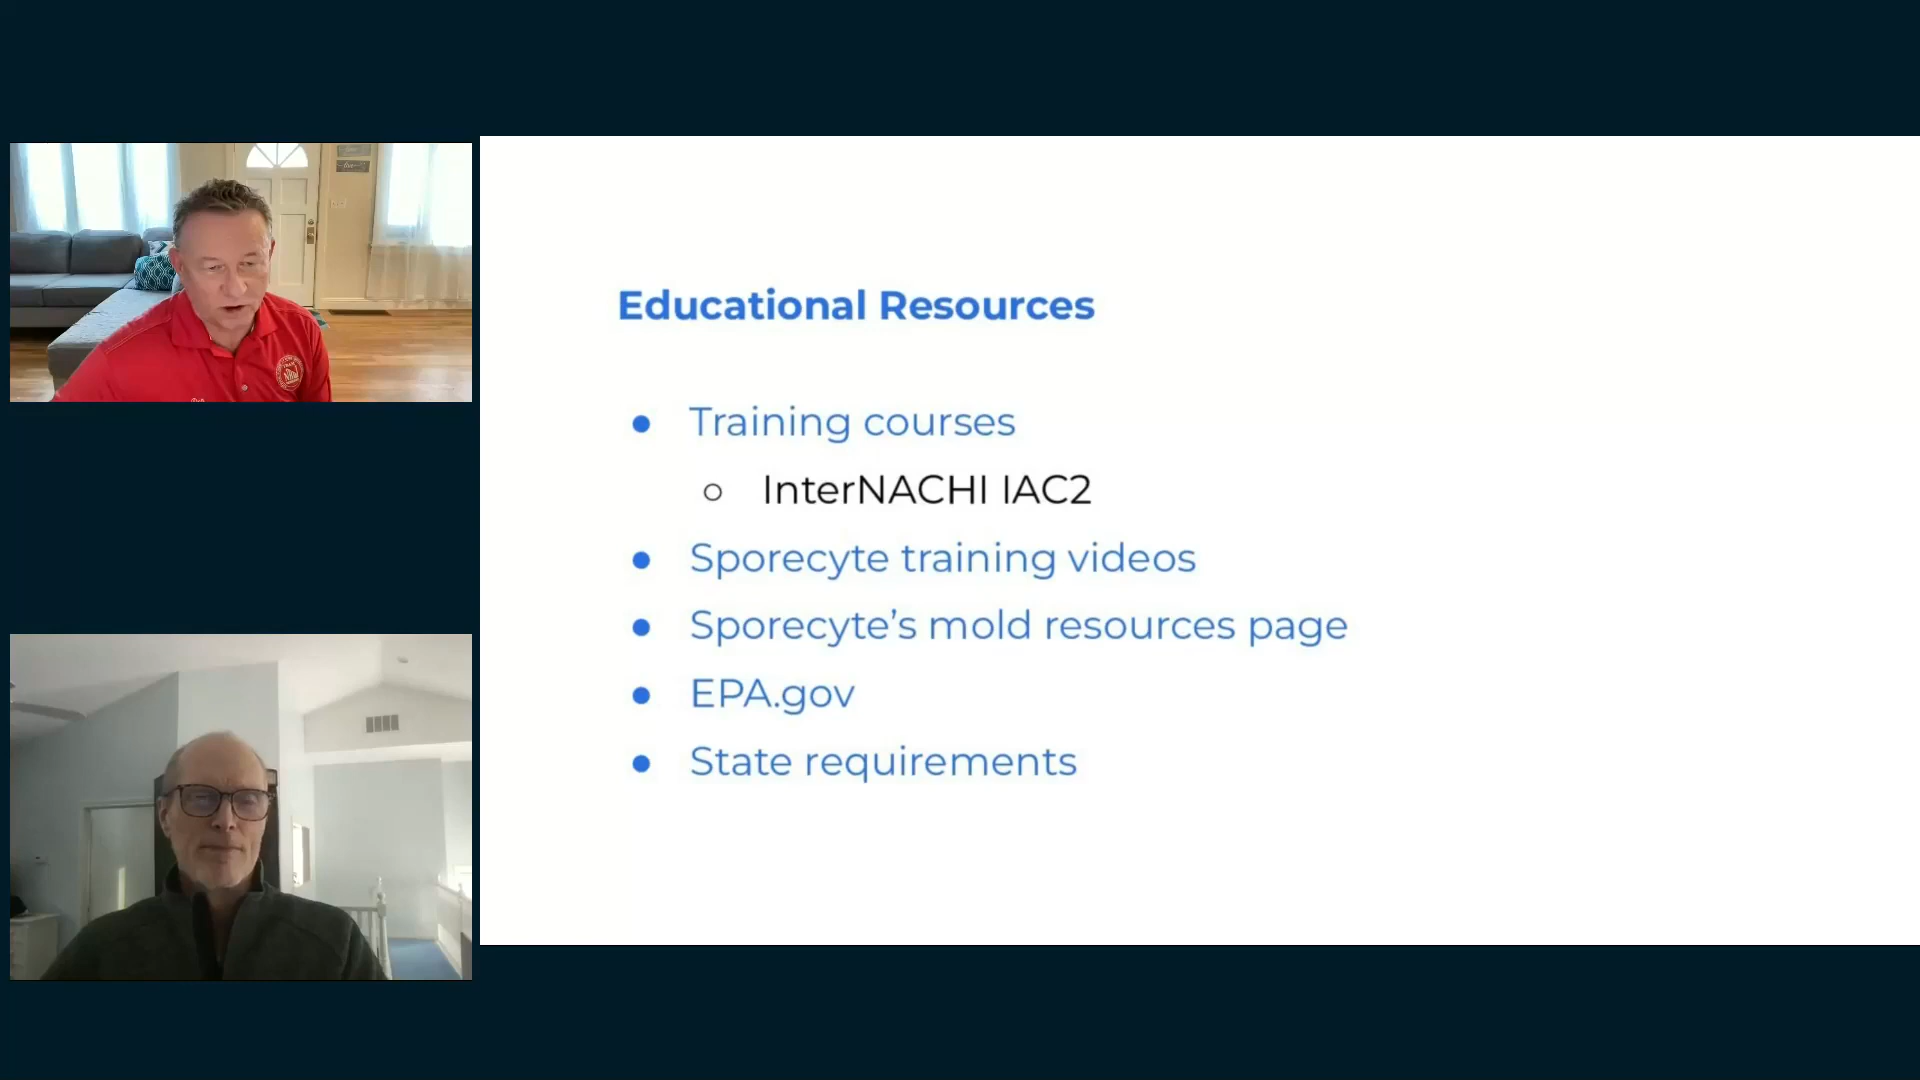 Educational Resources
● Training courses
○ InterNACHI IAC2
● Sporecyte training videos
● Sporecyte’s mold resources page
● EPA.gov
● State requirements